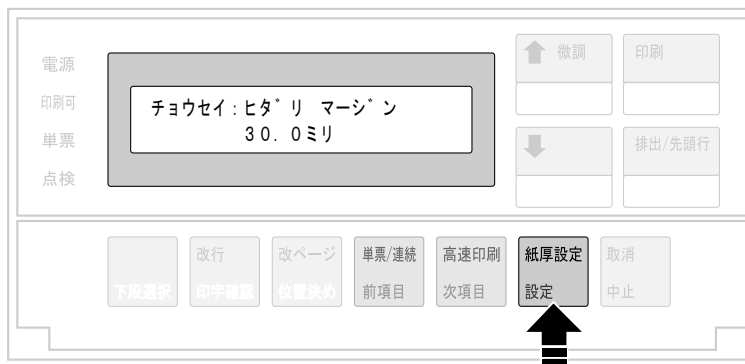 電源
印刷可
単票
点検
チョウセイ:ヒダリ マージン
30.0ミリ
微調
印刷
排出/先頭行
下段選択
改行
印字確認
改ページ
位置決め
単票/連続
前項目
高速印刷
次項目
紙厚設定
設定
取消
中止